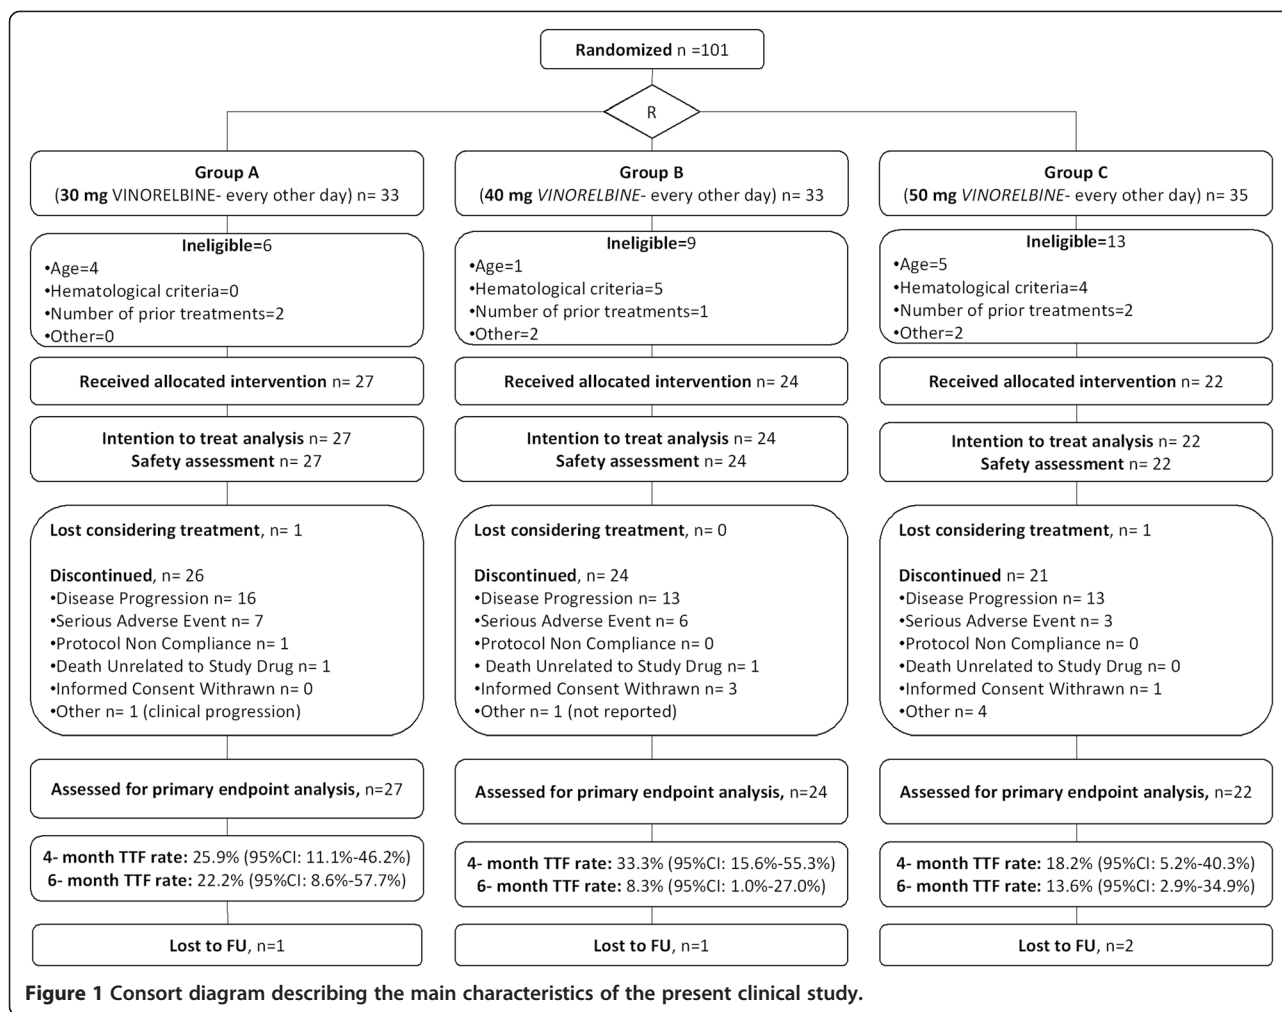 Randomized n =101
R
Group A
(30 mg VINORELBINE- every other day) n= 33
Ineligible=6
•Age=4
•Hematological criteria=0
•Number of prior treatments=2
•Other=0
Received allocated intervention n= 27
Intention to treat analysis n= 27
Safety assessment n= 27
Lost considering treatment, n= 1
Discontinued, n= 26
•Disease Progression n= 16
•Serious Adverse Event n= 7
•Protocol Non Compliance n= 1
•Death Unrelated to Study Drug n= 1
•Informed Consent Withrawn n= 0
•Other n= 1 (clinical progression)
Assessed for primary endpoint analysis, n=27
4- month TTF rate: 25.9% (95%CI: 11.1%-46.2%)
6- month TTF rate: 22.2% (95%CI: 8.6%-57.7%)
Lost to FU, n=1
Group B
(40 mg VINORELBINE- every other day) n= 33
Ineligible=9
•Age=1
•Hematological criteria=5
•Number of prior treatments=1
•Other=2
Received allocated intervention n= 24
Intention to treat analysis n= 24
Safety assessment n= 24
Lost considering treatment, n= 0
Discontinued, n= 24
•Disease Progression n= 13
•Serious Adverse Event n= 6
•Protocol Non Compliance n= 0
• Death Unrelated to Study Drug n= 1
•Informed Consent Withrawn n= 3
•Other n= 1 (not reported)
Assessed for primary endpoint analysis, n=24
4- month TTF rate: 33.3% (95%CI: 15.6%-55.3%)
6- month TTF rate: 8.3% (95%CI: 1.0%-27.0%)
Lost to FU, n=1
Group C
(50 mg VINORELBINE- every other day) n= 35
Ineligible=13
•Age=5
•Hematological criteria=4
•Number of prior treatments=2
•Other=2
Received allocated intervention n= 22
Intention to treat analysis n= 22
Safety assessment n= 22
Lost considering treatment, n= 1
Discontinued n= 21
•Disease Progression n= 13
•Serious Adverse Event n= 3
•Protocol Non Compliance n= 0
•Death Unrelated to Study Drug n= 0
•Informed Consent Withrawn n= 1
•Other n= 4
Assessed for primary endpoint analysis, n=22
4- month TTF rate: 18.2% (95%CI: 5.2%-40.3%)
6- month TTF rate: 13.6% (95%CI: 2.9%-34.9%)
Lost to FU, n=2
Figure 1 Consort diagram describing the main characteristics of the present clinical study.